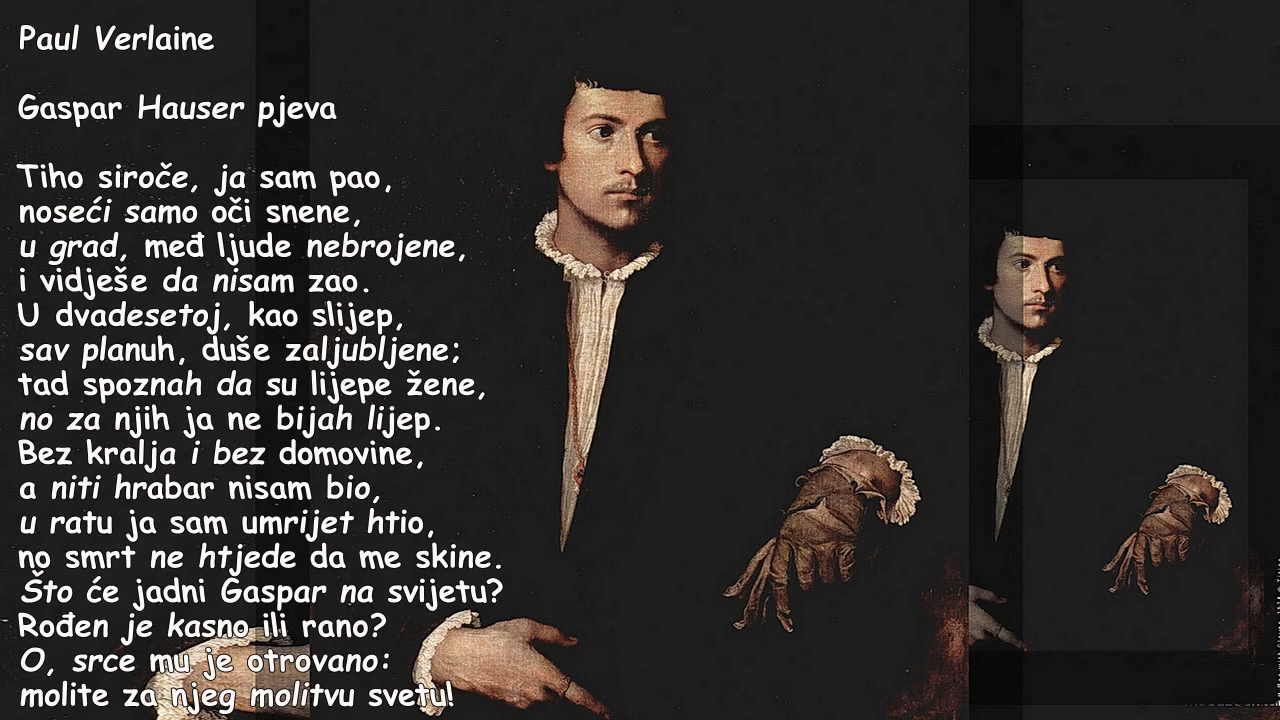 Paul Verlaine
Gaspar Hauser pjeva
Tiho siroče, ja sam pao,
noseći samo oči snene,
u grad, međ ljude nebrojene,
i vidješe da nisam zao.
U dvadesetoj, kao slijep,
sav planuh, duše zaljubljene;
tad spoznah da su lijepe žene,
no za njih ja ne bijah lijep.
Bez kralja i bez domovine,
a niti hrabar nisam bio,
u ratu ja sam umrijet htio,
no smrt ne htjede da me skine.
Što će jadni Gaspar na svijetu?
Rođen je kasno ili rano?
O, srce mu je otrovano:
molite za njeg molitvu svetu!